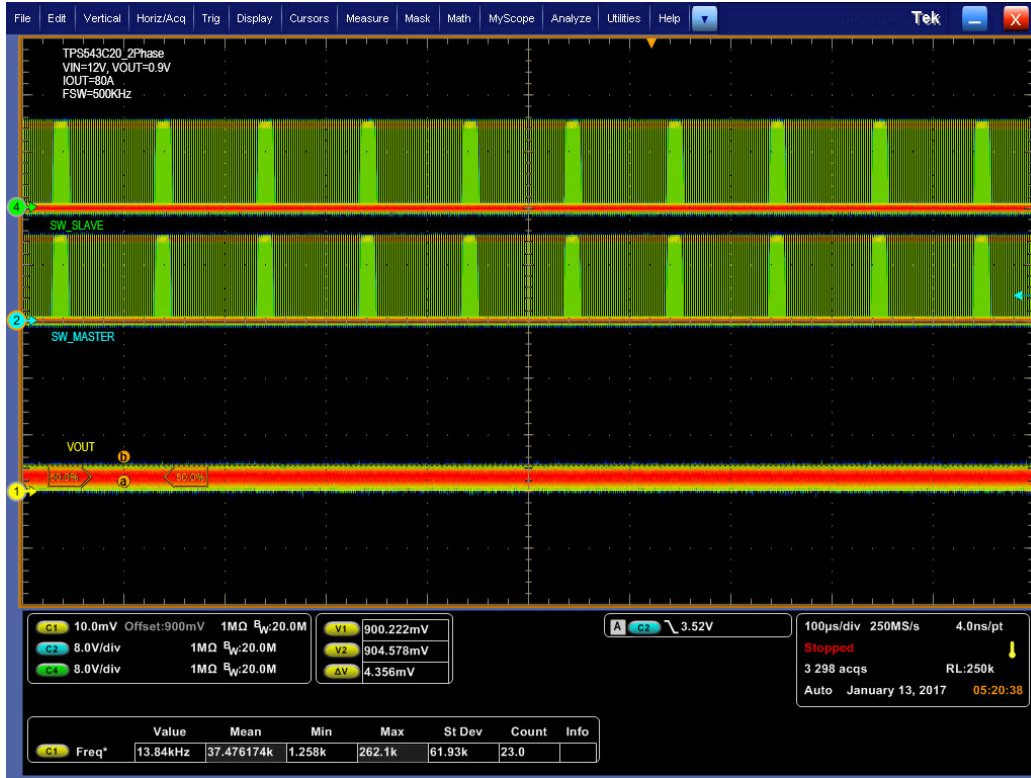 File Edit Vertical Horiz/Acq Trig Display Cursors Measure Mask Math MyScope Analyze Utilities Help Tek X
TPS543C20_2Phase
VIN=12V, VOUT=0.9V
IOUT=80A
FSW=500KHz
4
SW_SLAVE
2
SW_MASTER
VOUT
b
a
1
C1 10.0mV Offset:900mV 1MΩ BW:20.0M
C2 8.0V/div 1MΩ BW:20.0M
C4 8.0V/div 1MΩ BW:20.0M
V1 900.222mV
V2 904.578mV
ΔV 4.356mV
A C2 3.52V
100µs/div 250MS/s 4.0ns/pt
Stopped
3 298 acqs RL:250k
Auto January 13, 2017 05:20:38
Value Mean Min Max St Dev Count Info
C1 Freq* 13.84kHz 37.476174k 1.258k 262.1k 61.93k 23.0